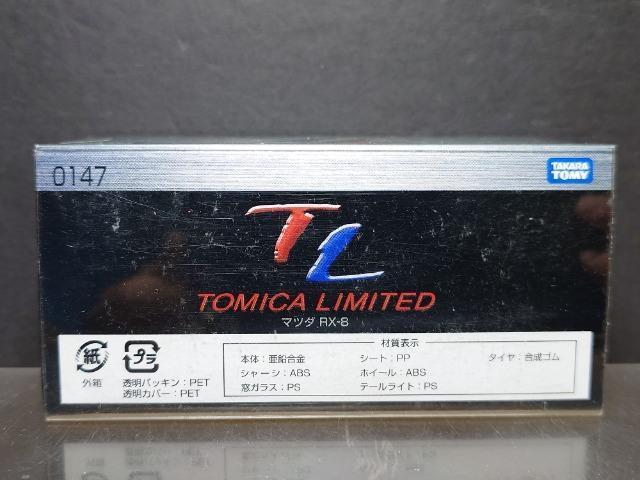 0147
TAKARA
TOMY
TL
TOMICA LIMITED
マツダ RX-8
紙
外箱
プラ
透明パッキン：PET
透明カバー：PET
材質表示
本体：亜鉛合金 シート：PP タイヤ：合成ゴム
シャーシ：ABS ホイール：ABS
窓ガラス：PS テールライト：PS